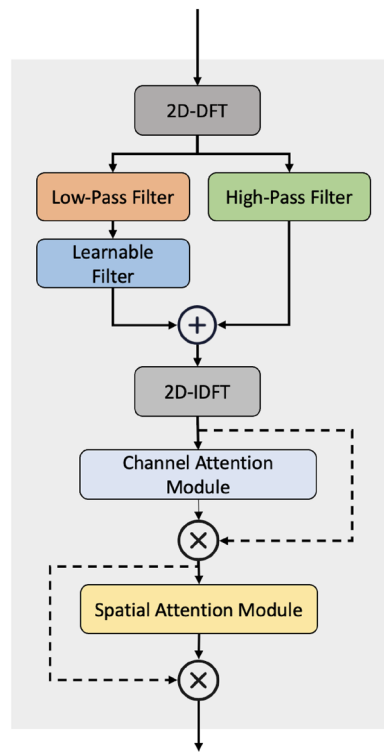 2D-DFT
Low-Pass Filter
High-Pass Filter
Learnable
Filter
+
2D-IDFT
Channel Attention
Module
×
Spatial Attention Module
×